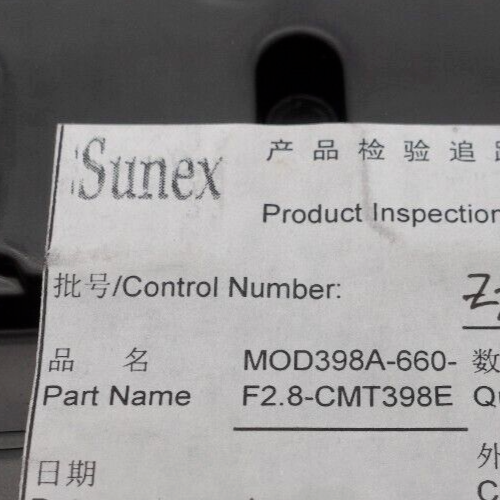 Sunex
产品检验追
Product Inspection
批号/Control Number:
品 名 MOD398A-660- 数
Part Name F2.8-CMT398E
日期 外